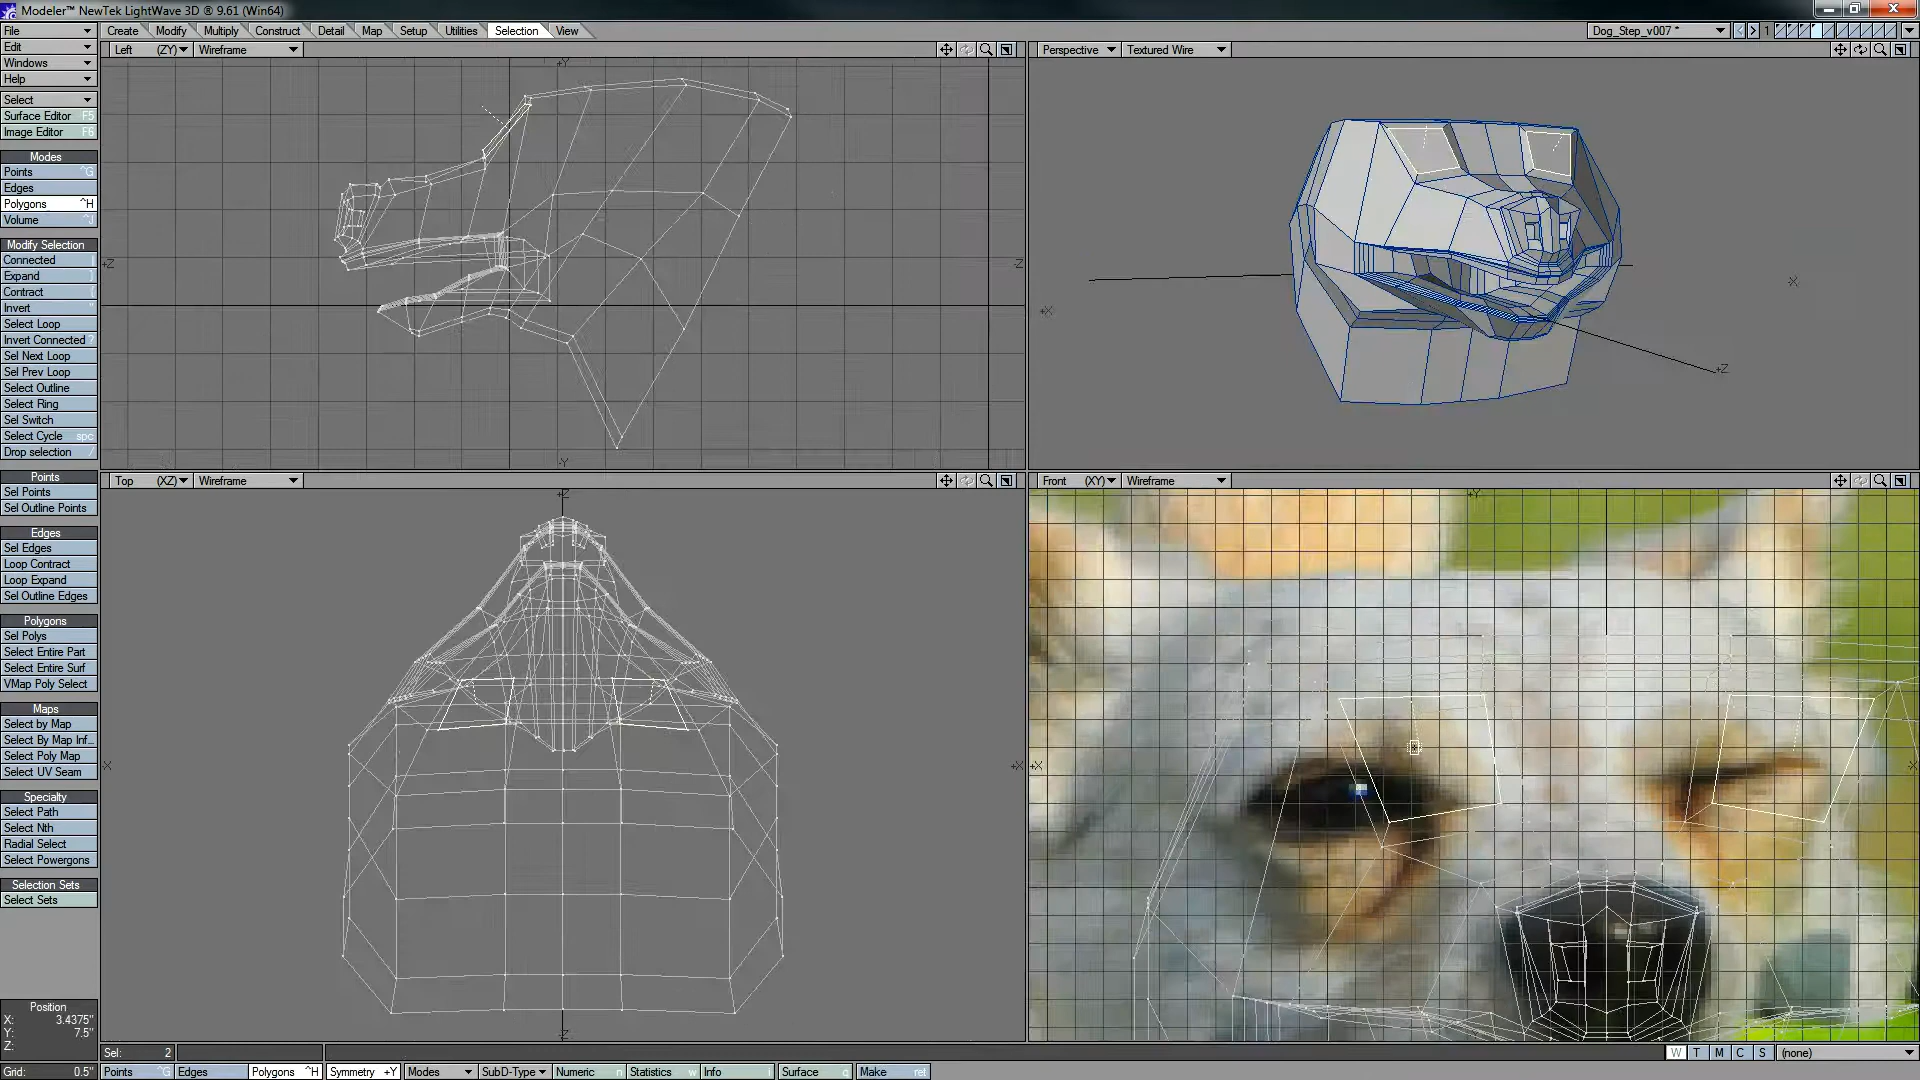 Modeler™ NewTek LightWave 3D ® 9.61 (Win64)
File
Create Modify Multiply Construct Detail Map Setup Utilities Selection View
Dog_Step_v007 *
1
Edit
Windows
Help
Left (ZY) Wireframe
Perspective Textured Wire
Select
Surface Editor F5
Image Editor F6
Modes
Points ^G
Edges
Polygons ^H
Volume ^J
Modify Selection
Connected ]
Expand }
Contract {
Invert "
Select Loop
Invert Connected ?
Sel Next Loop
Sel Prev Loop
Select Outline
Select Ring
Sel Switch
Select Cycle spc
Drop selection /
Points
Sel Points
Sel Outline Points
Edges
Sel Edges
Loop Contract
Loop Expand
Sel Outline Edges
Polygons
Sel Polys
Select Entire Part
Select Entire Surf
VMap Poly Select
Maps
Select by Map
Select By Map Inf...
Select Poly Map
Select UV Seam
Specialty
Select Path
Select Nth
Radial Select
Select Powergons
Selection Sets
Select Sets
Top (XZ) Wireframe
Front (XY) Wireframe
Position
X: 3.4375"
Y: 7.5"
Z:
Sel: 2
W T M C S (none)
Grid: 0.5"
Points ^G Edges Polygons ^H Symmetry +Y Modes SubD-Type Numeric n Statistics w Info i Surface q Make ret